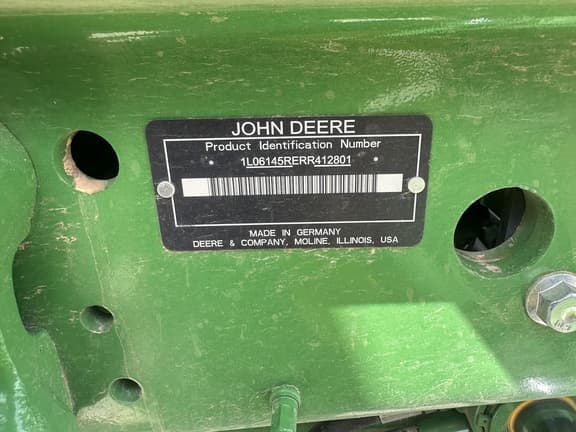 JOHN DEERE
Product Identification Number
1L06145RERR412801
MADE IN GERMANY
DEERE & COMPANY, MOLINE, ILLINOIS, USA